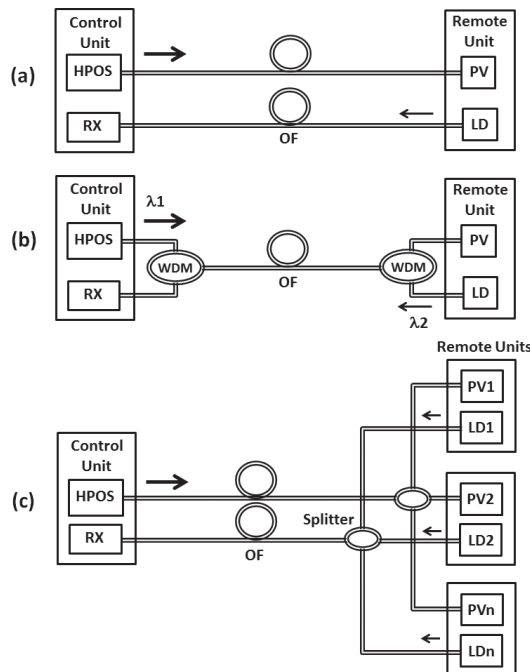 (a)
Control
Unit
HPOS
RX
OF
Remote
Unit
PV
LD
(b)
Control
Unit
HPOS
RX
λ1
WDM
OF
WDM
λ2
Remote
Unit
PV
LD
(c)
Control
Unit
HPOS
RX
OF
Splitter
Remote Units
PV1
LD1
PV2
LD2
PVn
LDn